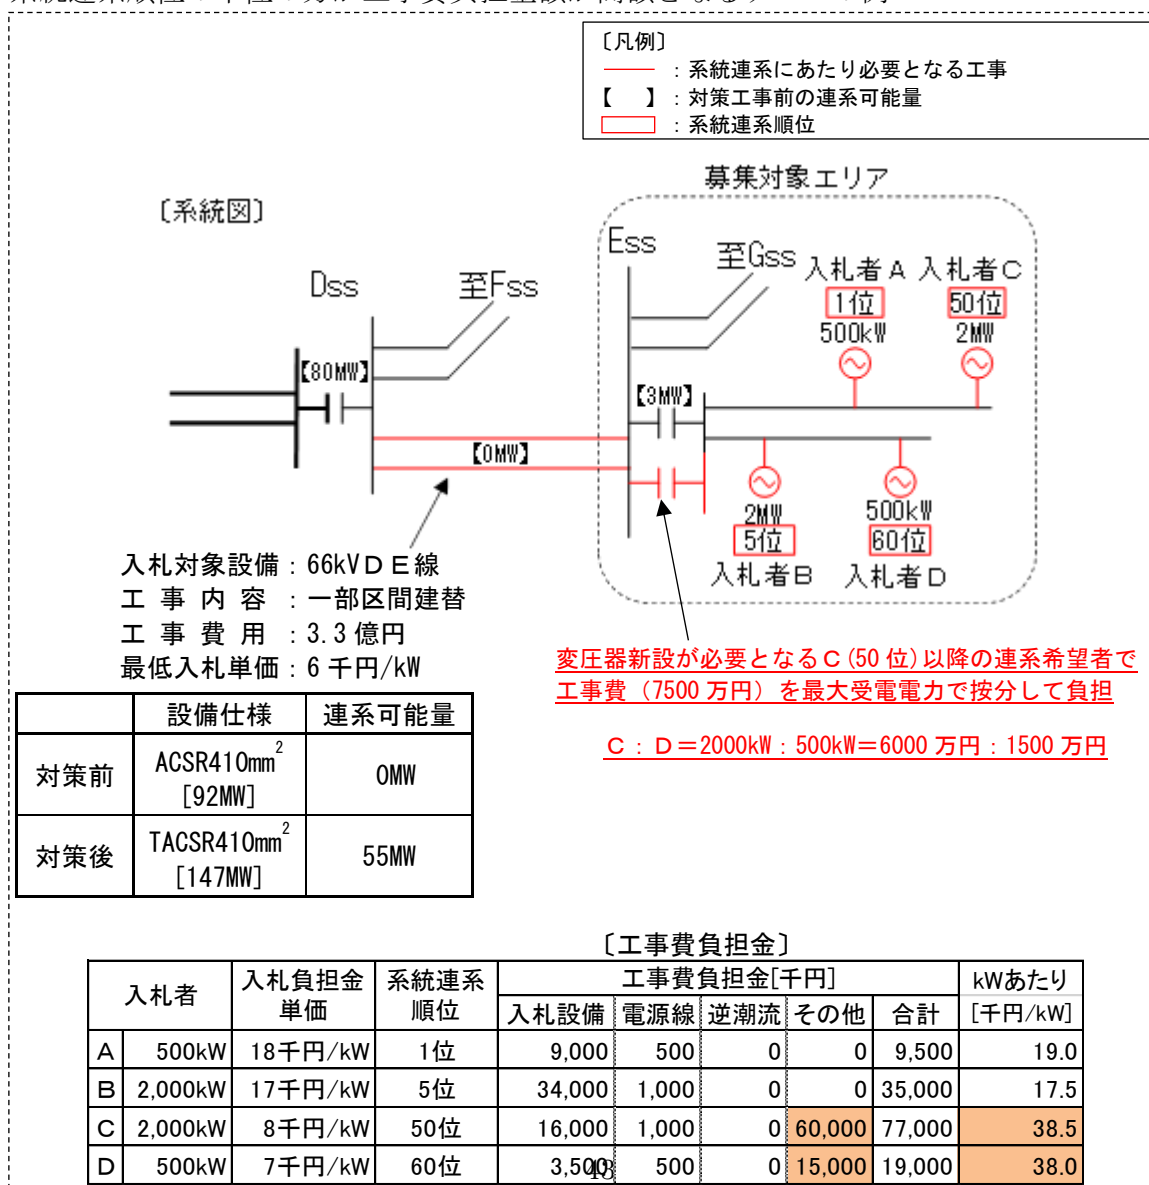 〔凡例〕
：系統連系にあたり必要となる工事
【　】：対策工事前の連系可能量
：系統連系順位
募集対象エリア
〔系統図〕
Ess
至Gss
入札者A 入札者C
Dss
至Fss
1位
50位
500kW
2MW
【80MW】
【3MW】
【0MW】
2MW
500kW
5位
60位
入札者B 入札者D
入札対象設備：66kVＤＥ線
工事内容：一部区間建替
工事費用：3.3億円
最低入札単価：6千円/kW
変圧器新設が必要となるＣ(50位)以降の連系希望者で
工事費（7500万円）を最大受電電力で按分して負担
Ｃ：Ｄ＝2000kW：500kW＝6000万円：1500万円
設備仕様 連系可能量
対策前 ACSR410mm² [92MW] 0MW
対策後 TACSR410mm² [147MW] 55MW
〔工事費負担金〕
入札者 入札負担金単価 系統連系順位 工事費負担金[千円] kWあたり[千円/kW]
入札設備 電源線 逆潮流 その他 合計
A 500kW 18千円/kW 1位 9,000 500 0 0 9,500 19.0
B 2,000kW 17千円/kW 5位 34,000 1,000 0 0 35,000 17.5
C 2,000kW 8千円/kW 50位 16,000 1,000 0 60,000 77,000 38.5
D 500kW 7千円/kW 60位 3,500 500 0 15,000 19,000 38.0
43